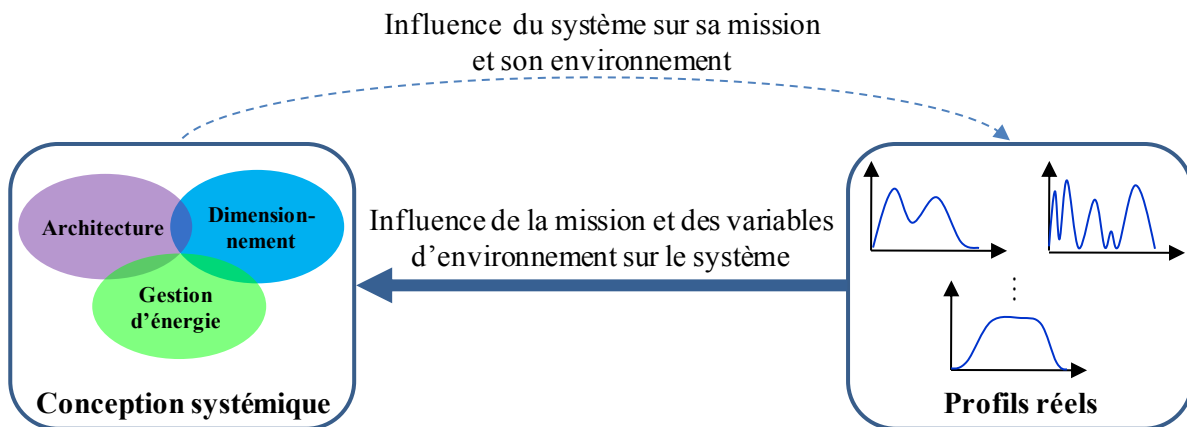 Influence du système sur sa mission
et son environnement
Architecture
Dimension-
nement
Gestion
d’énergie
Conception systémique
Influence de la mission et des variables
d’environnement sur le système
Profils réels